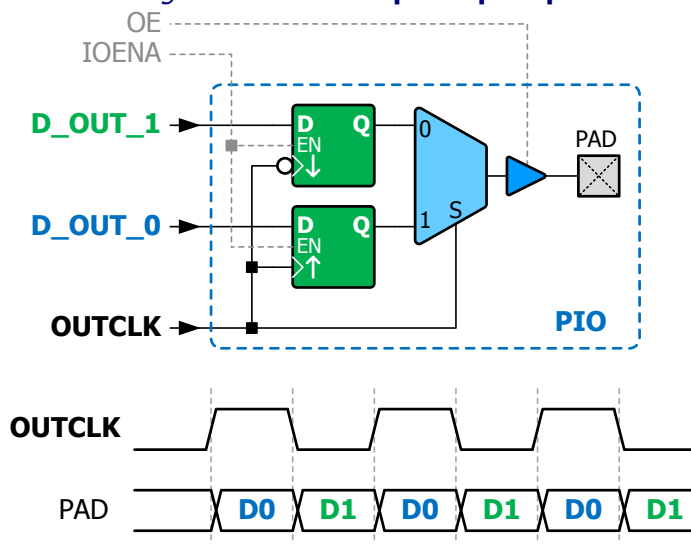 OE
IOENA
D_OUT_1
D Q 0 PAD
EN
D_OUT_0
D Q 1 S
EN
OUTCLK
PIO
OUTCLK
PAD D0 D1 D0 D1 D0 D1